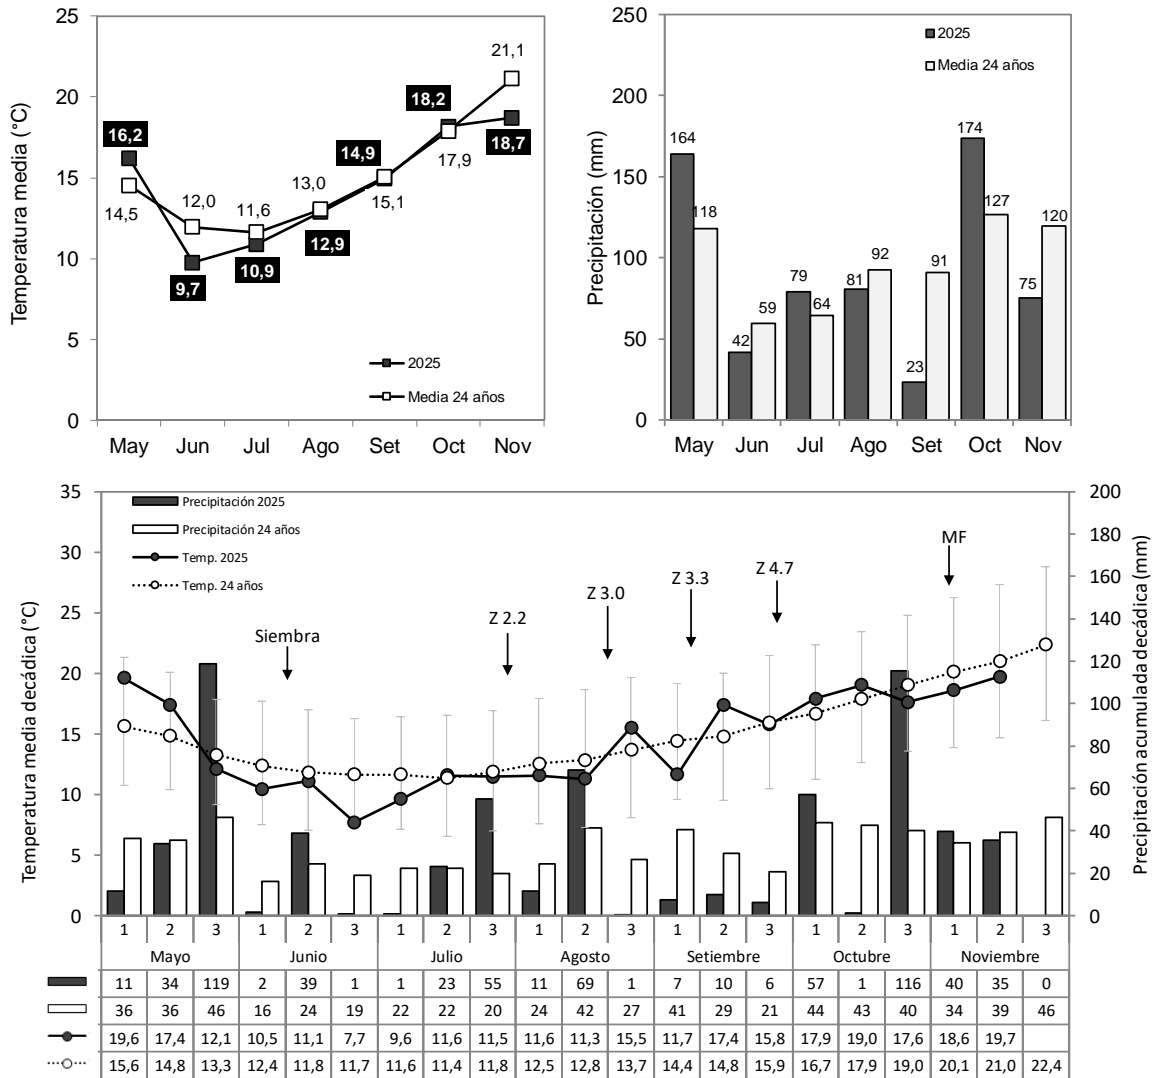 25
20
15
10
5
0
Temperatura media (°C)
16,2
14,5
12,0
9,7
11,6
10,9
13,0
12,9
14,9
15,1
18,2
17,9
21,1
18,7
2025
Media 24 años
May Jun Jul Ago Set Oct Nov
250
200
150
100
50
0
Precipitación (mm)
2025
Media 24 años
164 118 42 59 79 64 81 92 23 91 174 127 75 120
May Jun Jul Ago Set Oct Nov
35
30
25
20
15
10
5
0
Temperatura media decádica (°C)
Precipitación 2025
Precipitación 24 años
Temp. 2025
Temp. 24 años
Siembra
Z 2.2
Z 3.0
Z 3.3
Z 4.7
MF
200
180
160
140
120
100
80
60
40
20
0
Precipitación acumulada decádica (mm)
1 2 3 1 2 3 1 2 3 1 2 3 1 2 3 1 2 3 1 2 3
Mayo Junio Julio Agosto Setiembre Octubre Noviembre
11 34 119 2 39 1 1 23 55 11 69 1 7 10 6 57 1 116 40 35 0
36 36 46 16 24 19 22 22 20 24 42 27 41 29 21 44 43 40 34 39 46
19,6 17,4 12,1 10,5 11,1 7,7 9,6 11,6 11,5 11,6 11,3 15,5 11,7 17,4 15,8 17,9 19,0 17,6 18,6 19,7
15,6 14,8 13,3 12,4 11,8 11,7 11,6 11,4 11,8 12,5 12,8 13,7 14,4 14,8 15,9 16,7 17,9 19,0 20,1 21,0 22,4